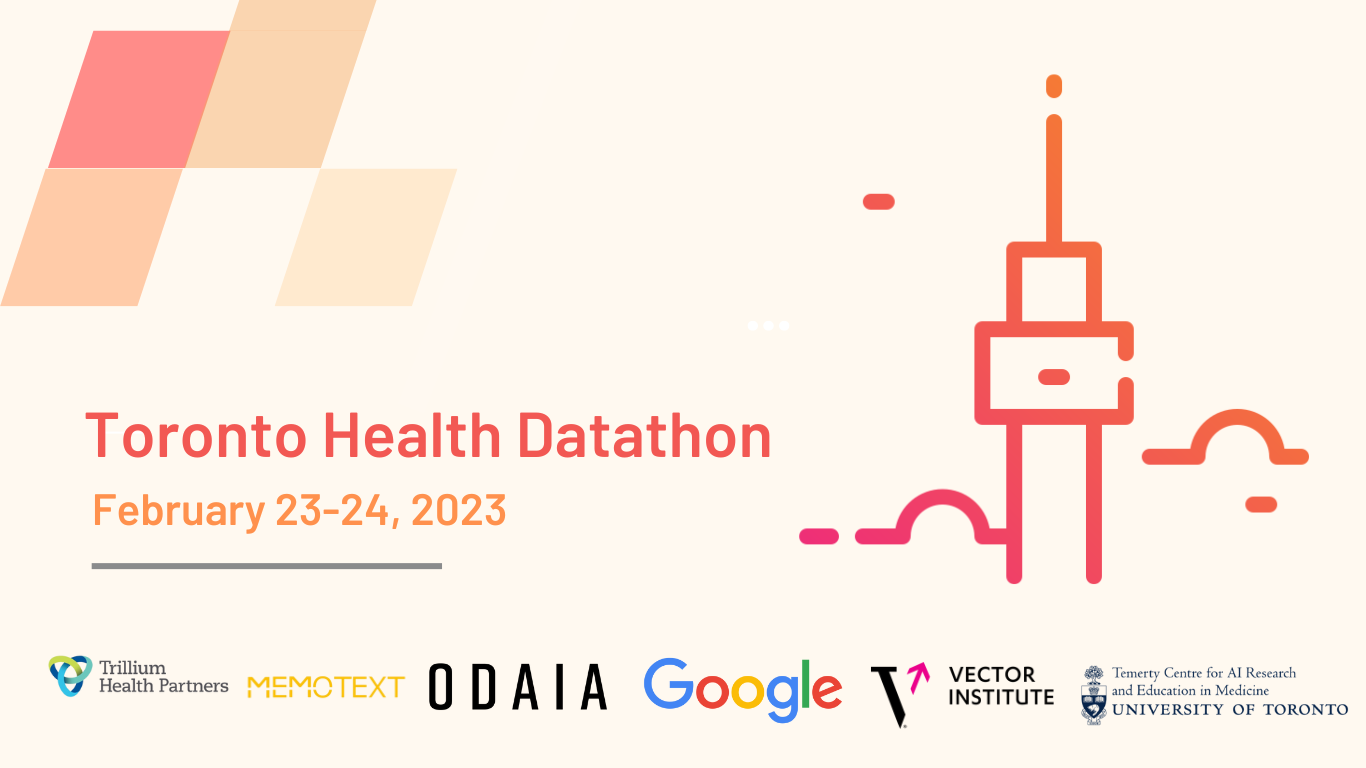 Toronto Health Datathon
February 23-24, 2023
Trillium
Health Partners
MEMOTEXT
ODAIA
Google
VECTOR
INSTITUTE
Temerty Centre for AI Research
and Education in Medicine
UNIVERSITY OF TORONTO